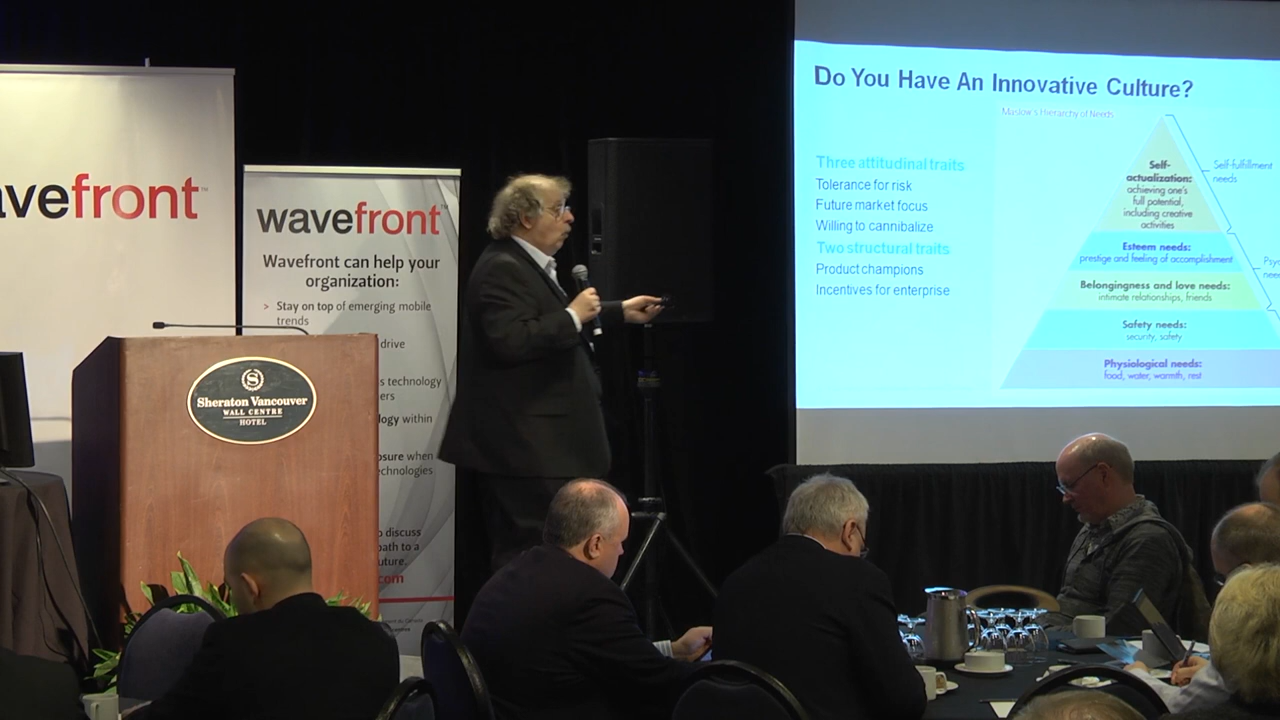 avefront™
wavefront™
Wavefront can help your
organization:
> Stay on top of emerging mobile
trends
drive
s technology
ers
logy within
osure when
echnologies
o discuss
path to a
uture.
com
S
Sheraton Vancouver
WALL CENTRE
HOTEL
Do You Have An Innovative Culture?
Three attitudinal traits
Tolerance for risk
Future market focus
Willing to cannibalize
Two structural traits
Product champions
Incentives for enterprise
Maslow's Hierarchy of Needs
Self-
actualization:
achieving one's
full potential,
including creative
activities
Self-fulfillment
needs
Esteem needs:
prestige and feeling of accomplishment
Belongingness and love needs:
intimate relationships, friends
Psyc
nee
Safety needs:
security, safety
Physiological needs:
food, water, warmth, rest